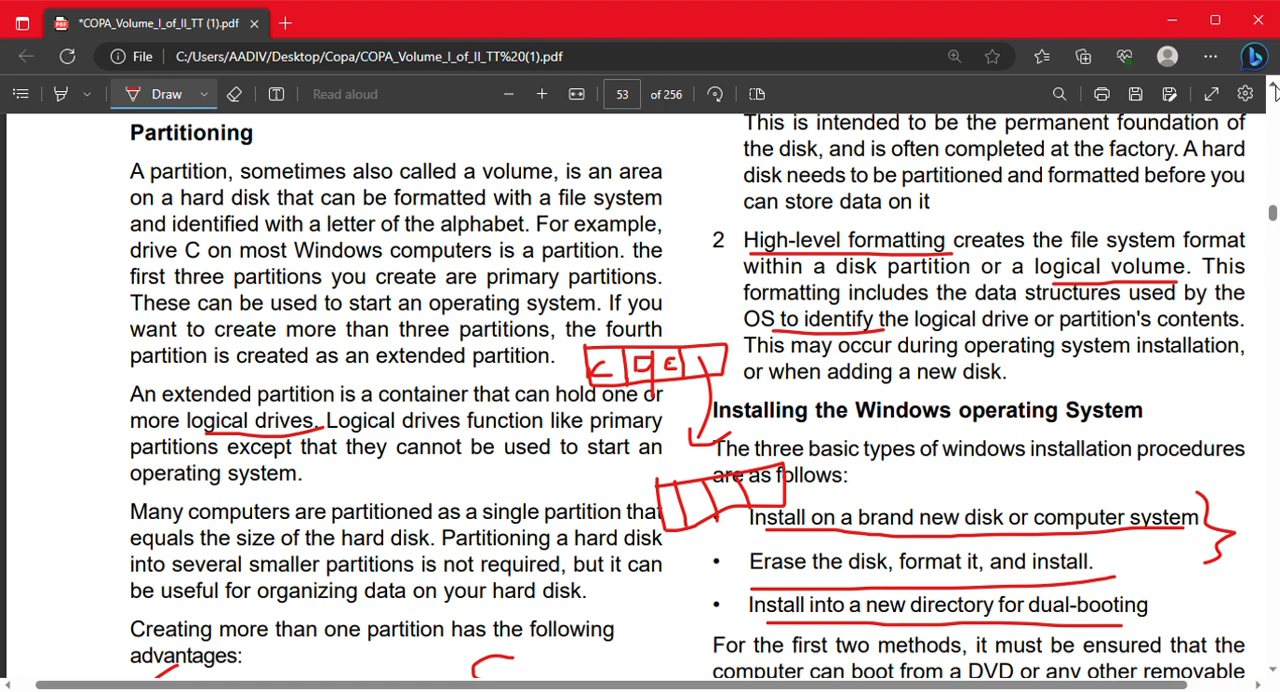 *COPA_Volume_I_of_II_TT (1).pdf
File C:/Users/AADIV/Desktop/Copa/COPA_Volume_I_of_II_TT%20(1).pdf
Draw Read aloud 53 of 256
Partitioning
A partition, sometimes also called a volume, is an area
on a hard disk that can be formatted with a file system
and identified with a letter of the alphabet. For example,
drive C on most Windows computers is a partition. the
first three partitions you create are primary partitions.
These can be used to start an operating system. If you
want to create more than three partitions, the fourth
partition is created as an extended partition.
An extended partition is a container that can hold one or
more logical drives. Logical drives function like primary
partitions except that they cannot be used to start an
operating system.
Many computers are partitioned as a single partition that
equals the size of the hard disk. Partitioning a hard disk
into several smaller partitions is not required, but it can
be useful for organizing data on your hard disk.
Creating more than one partition has the following
advantages:
C E
This is intended to be the permanent foundation of
the disk, and is often completed at the factory. A hard
disk needs to be partitioned and formatted before you
can store data on it
2 High-level formatting creates the file system format
within a disk partition or a logical volume. This
formatting includes the data structures used by the
OS to identify the logical drive or partition's contents.
This may occur during operating system installation,
or when adding a new disk.
Installing the Windows operating System
The three basic types of windows installation procedures
are as follows:
Install on a brand new disk or computer system
• Erase the disk, format it, and install.
• Install into a new directory for dual-booting
For the first two methods, it must be ensured that the
computer can boot from a DVD or any other removable